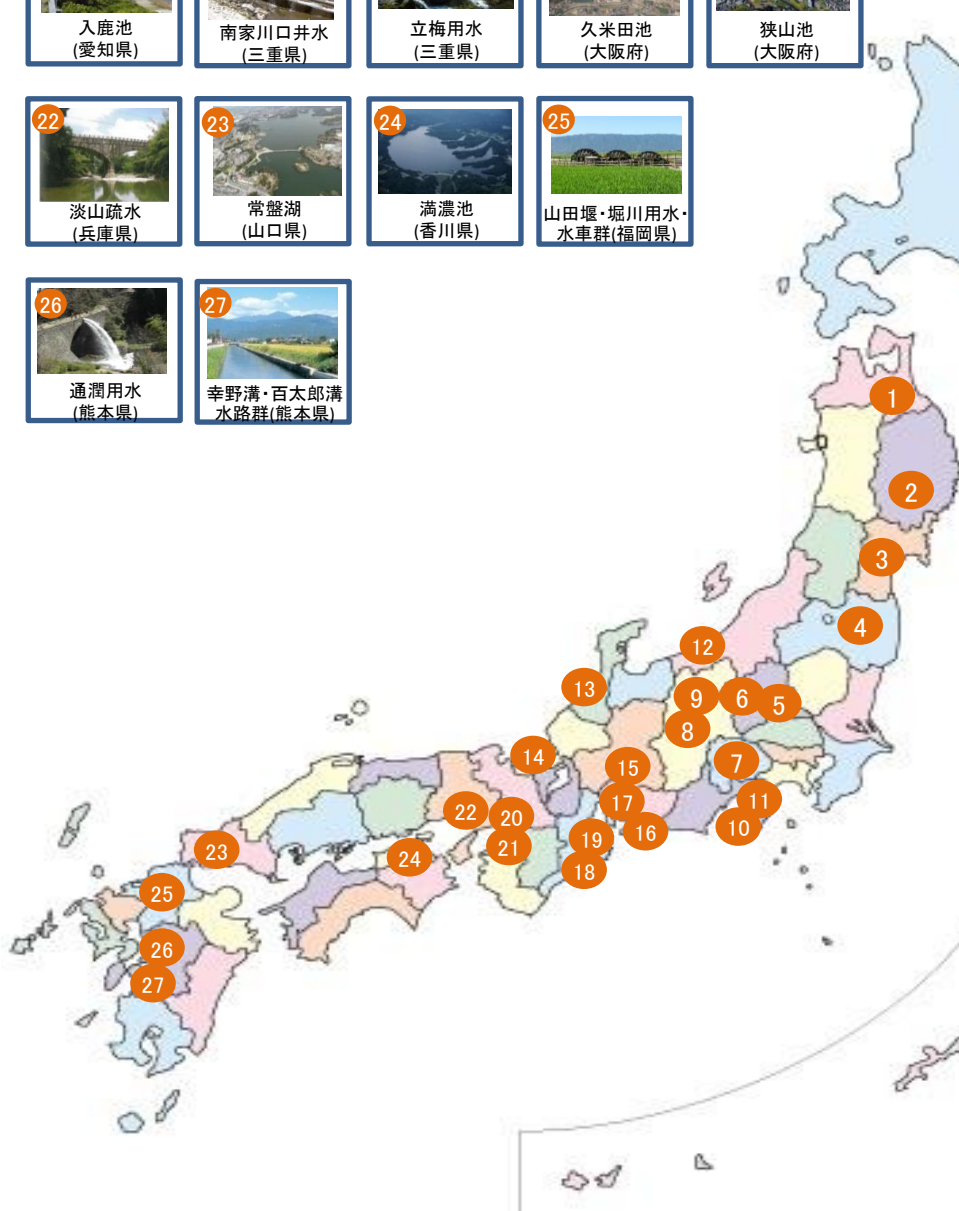 入鹿池
(愛知県)
南家川口井水
(三重県)
立梅用水
(三重県)
久米田池
(大阪府)
狭山池
(大阪府)
22
淡山疏水
(兵庫県)
23
常盤湖
(山口県)
24
満濃池
(香川県)
25
山田堰・堀川用水・
水車群(福岡県)
26
通潤用水
(熊本県)
27
幸野溝・百太郎溝
水路群(熊本県)
1
2
3
4
12
13
9
6
5
8
14
7
15
17
11
22
20
16
10
19
21
23
24
18
25
26
27